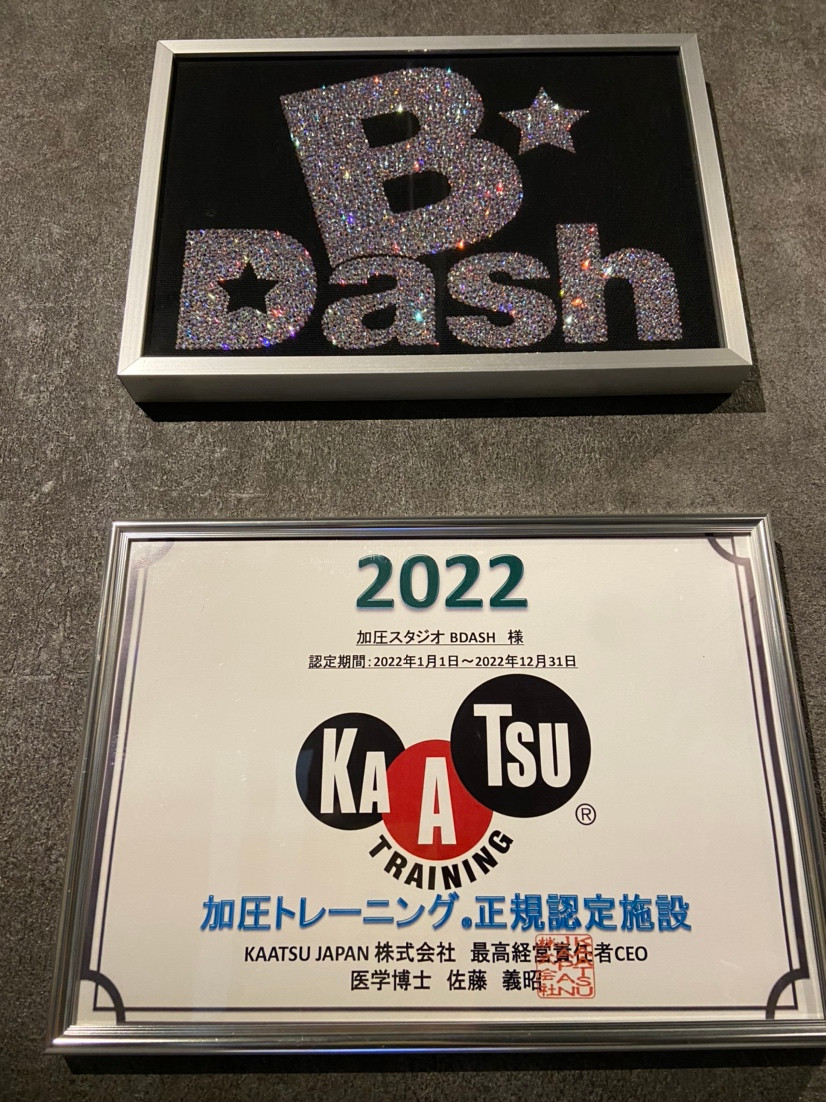 B
Dash
2022
加圧スタジオ BDASH 様
認定期間：2022年1月1日～2022年12月31日
KAATSU
TRAINING
®
加圧トレーニング®正規認定施設
KAATSU JAPAN 株式会社 最高経営責任者CEO
医学博士 佐藤 義昭